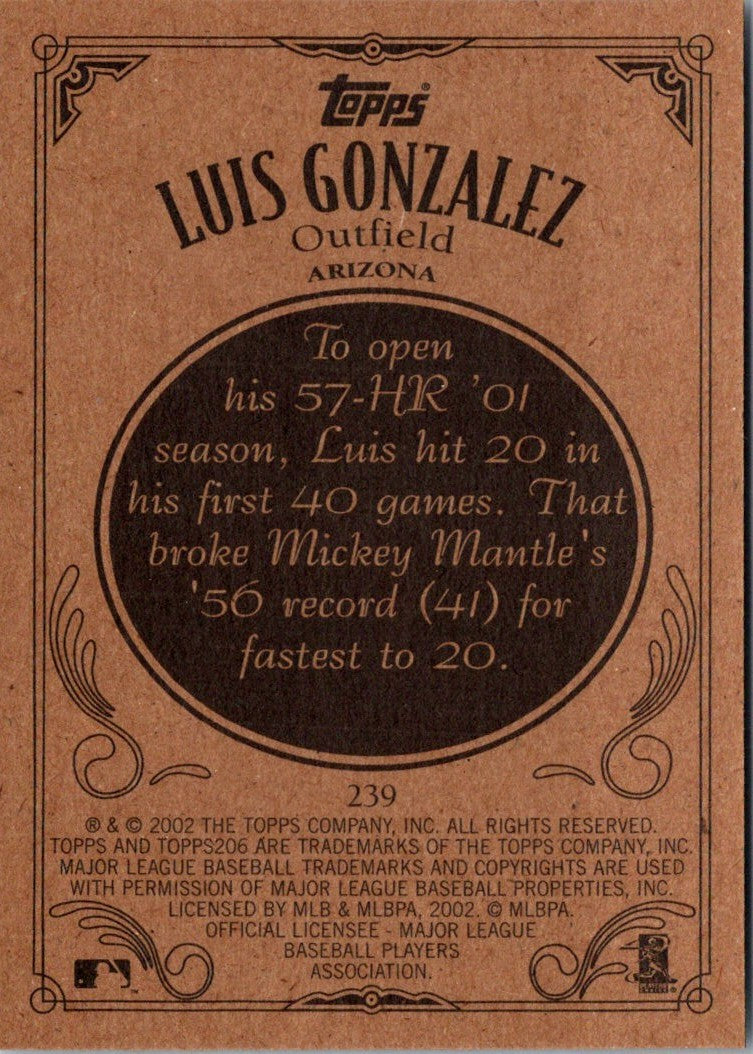 Topps®
LUIS GONZALEZ
Outfield
ARIZONA
To open
his 57-HR '01
season, Luis hit 20 in
his first 40 games. That
broke Mickey Mantle's
'56 record (41) for
fastest to 20.
239
® & © 2002 THE TOPPS COMPANY, INC. ALL RIGHTS RESERVED.
TOPPS AND TOPPS206 ARE TRADEMARKS OF THE TOPPS COMPANY, INC.
MAJOR LEAGUE BASEBALL TRADEMARKS AND COPYRIGHTS ARE USED
WITH PERMISSION OF MAJOR LEAGUE BASEBALL PROPERTIES, INC.
LICENSED BY MLB & MLBPA, 2002. © MLBPA.
OFFICIAL LICENSEE - MAJOR LEAGUE
BASEBALL PLAYERS
ASSOCIATION.